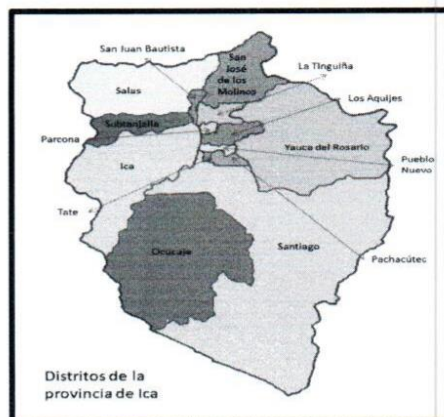 San Juan Bautista
San
José
de los
Molinos
La Tinguiña
Salas
Los Aquijes
Subtanjalla
Parcona
Yauca del Rosario
Ica
Pueblo
Nuevo
Tate
Ocucaje
Santiago
Pachacútec
Distritos de la
provincia de Ica